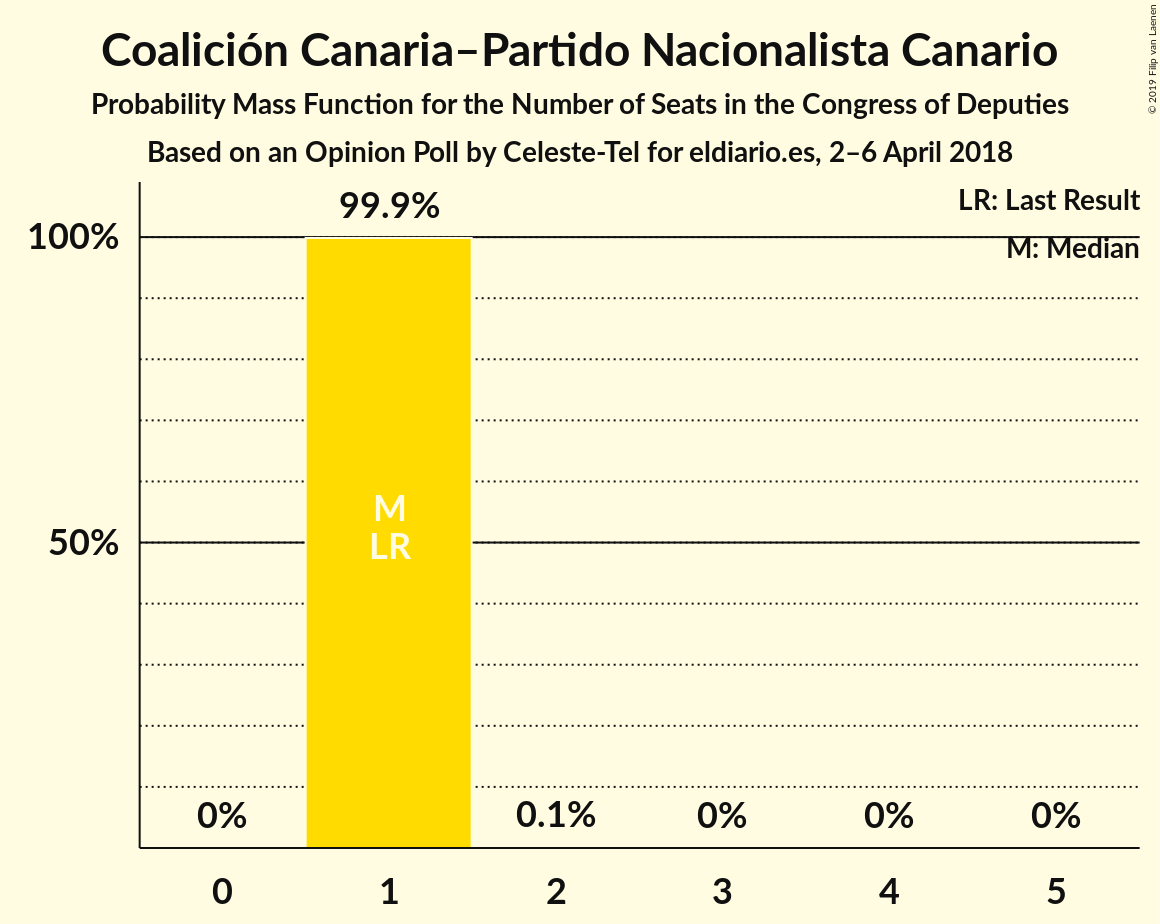 Coalición Canaria–Partido Nacionalista Canario
Probability Mass Function for the Number of Seats in the Congress of Deputies
Based on an Opinion Poll by Celeste-Tel for eldiario.es, 2–6 April 2018
© 2019 Filip van Laenen
99.9%
LR: Last Result
100%
M: Median
M
50%
LR
0%
0.1%
0%
0%
0%
0
1
2
3
4
5